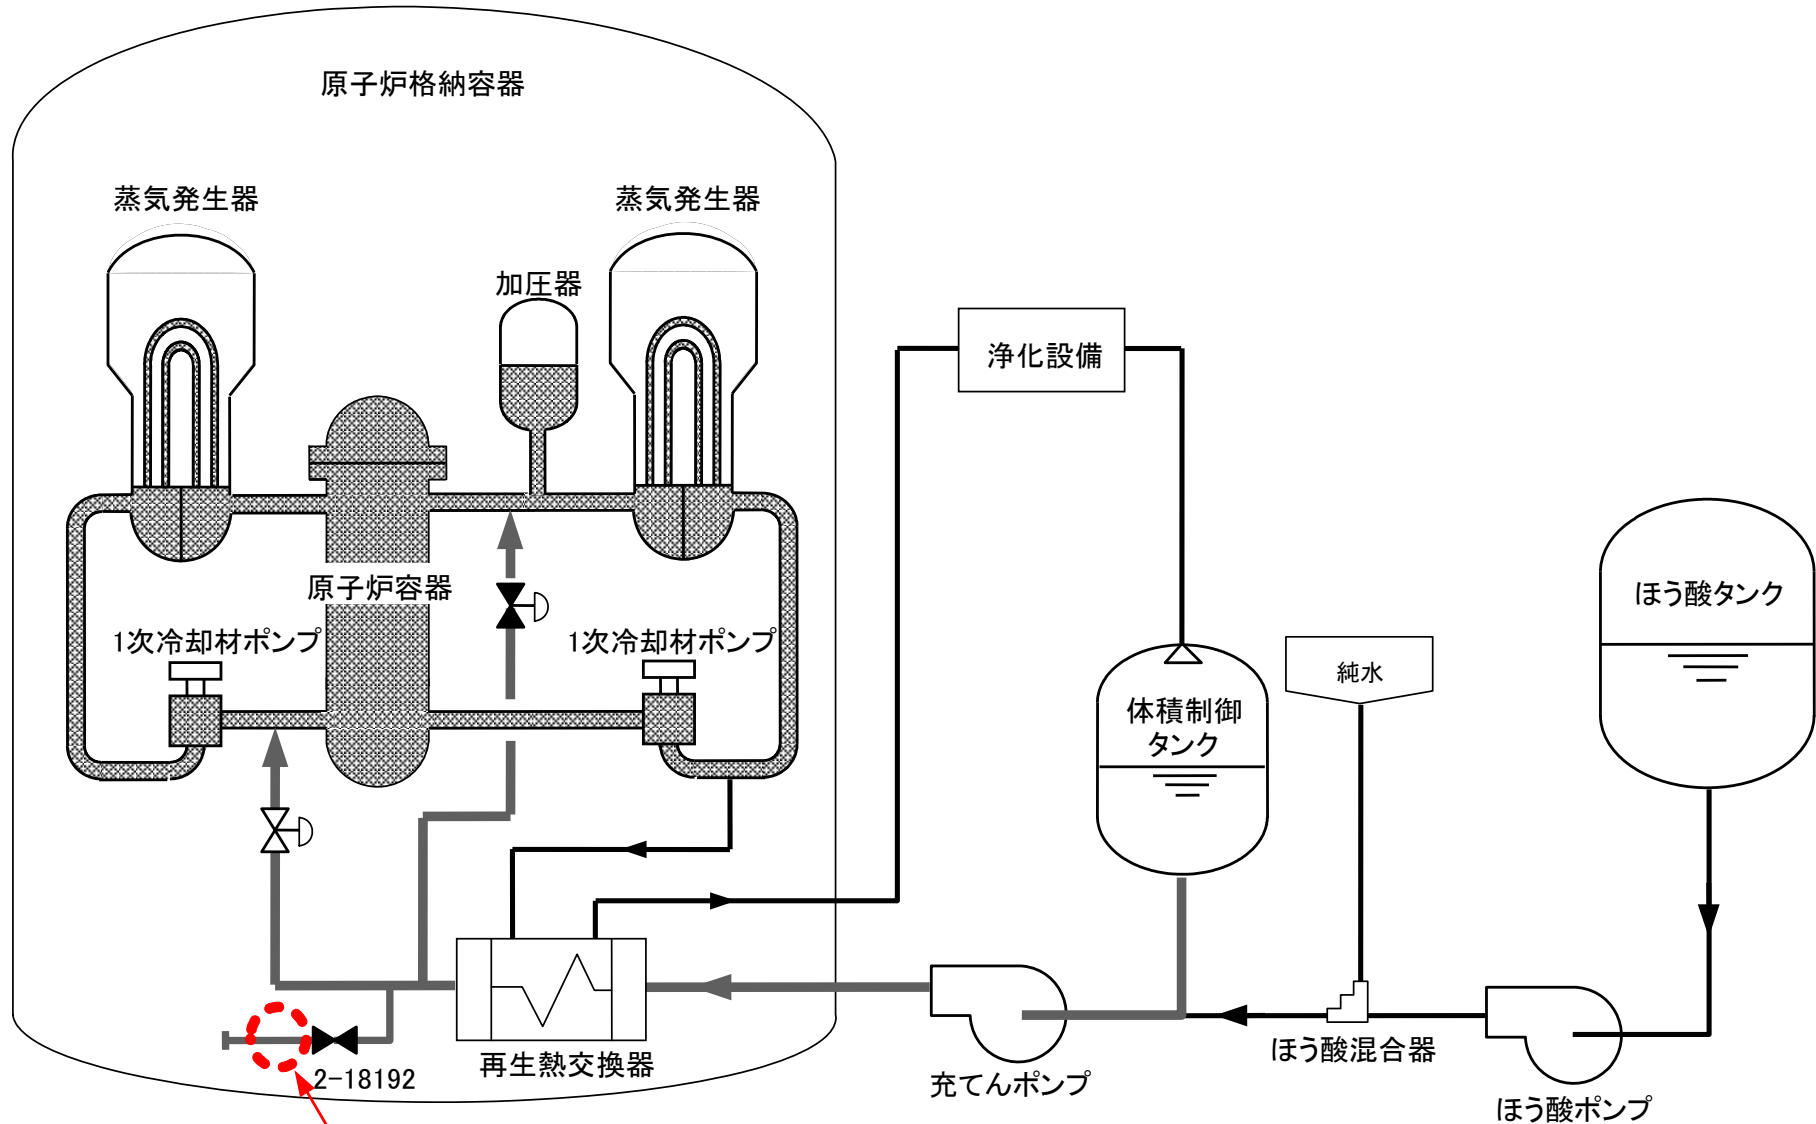 原子炉格納容器
蒸気発生器
蒸気発生器
加圧器
浄化設備
原子炉容器
ほう酸タンク
1次冷却材ポンプ
1次冷却材ポンプ
純水
体積制御
タンク
再生熱交換器
2-18192
充てんポンプ
ほう酸混合器
ほう酸ポンプ